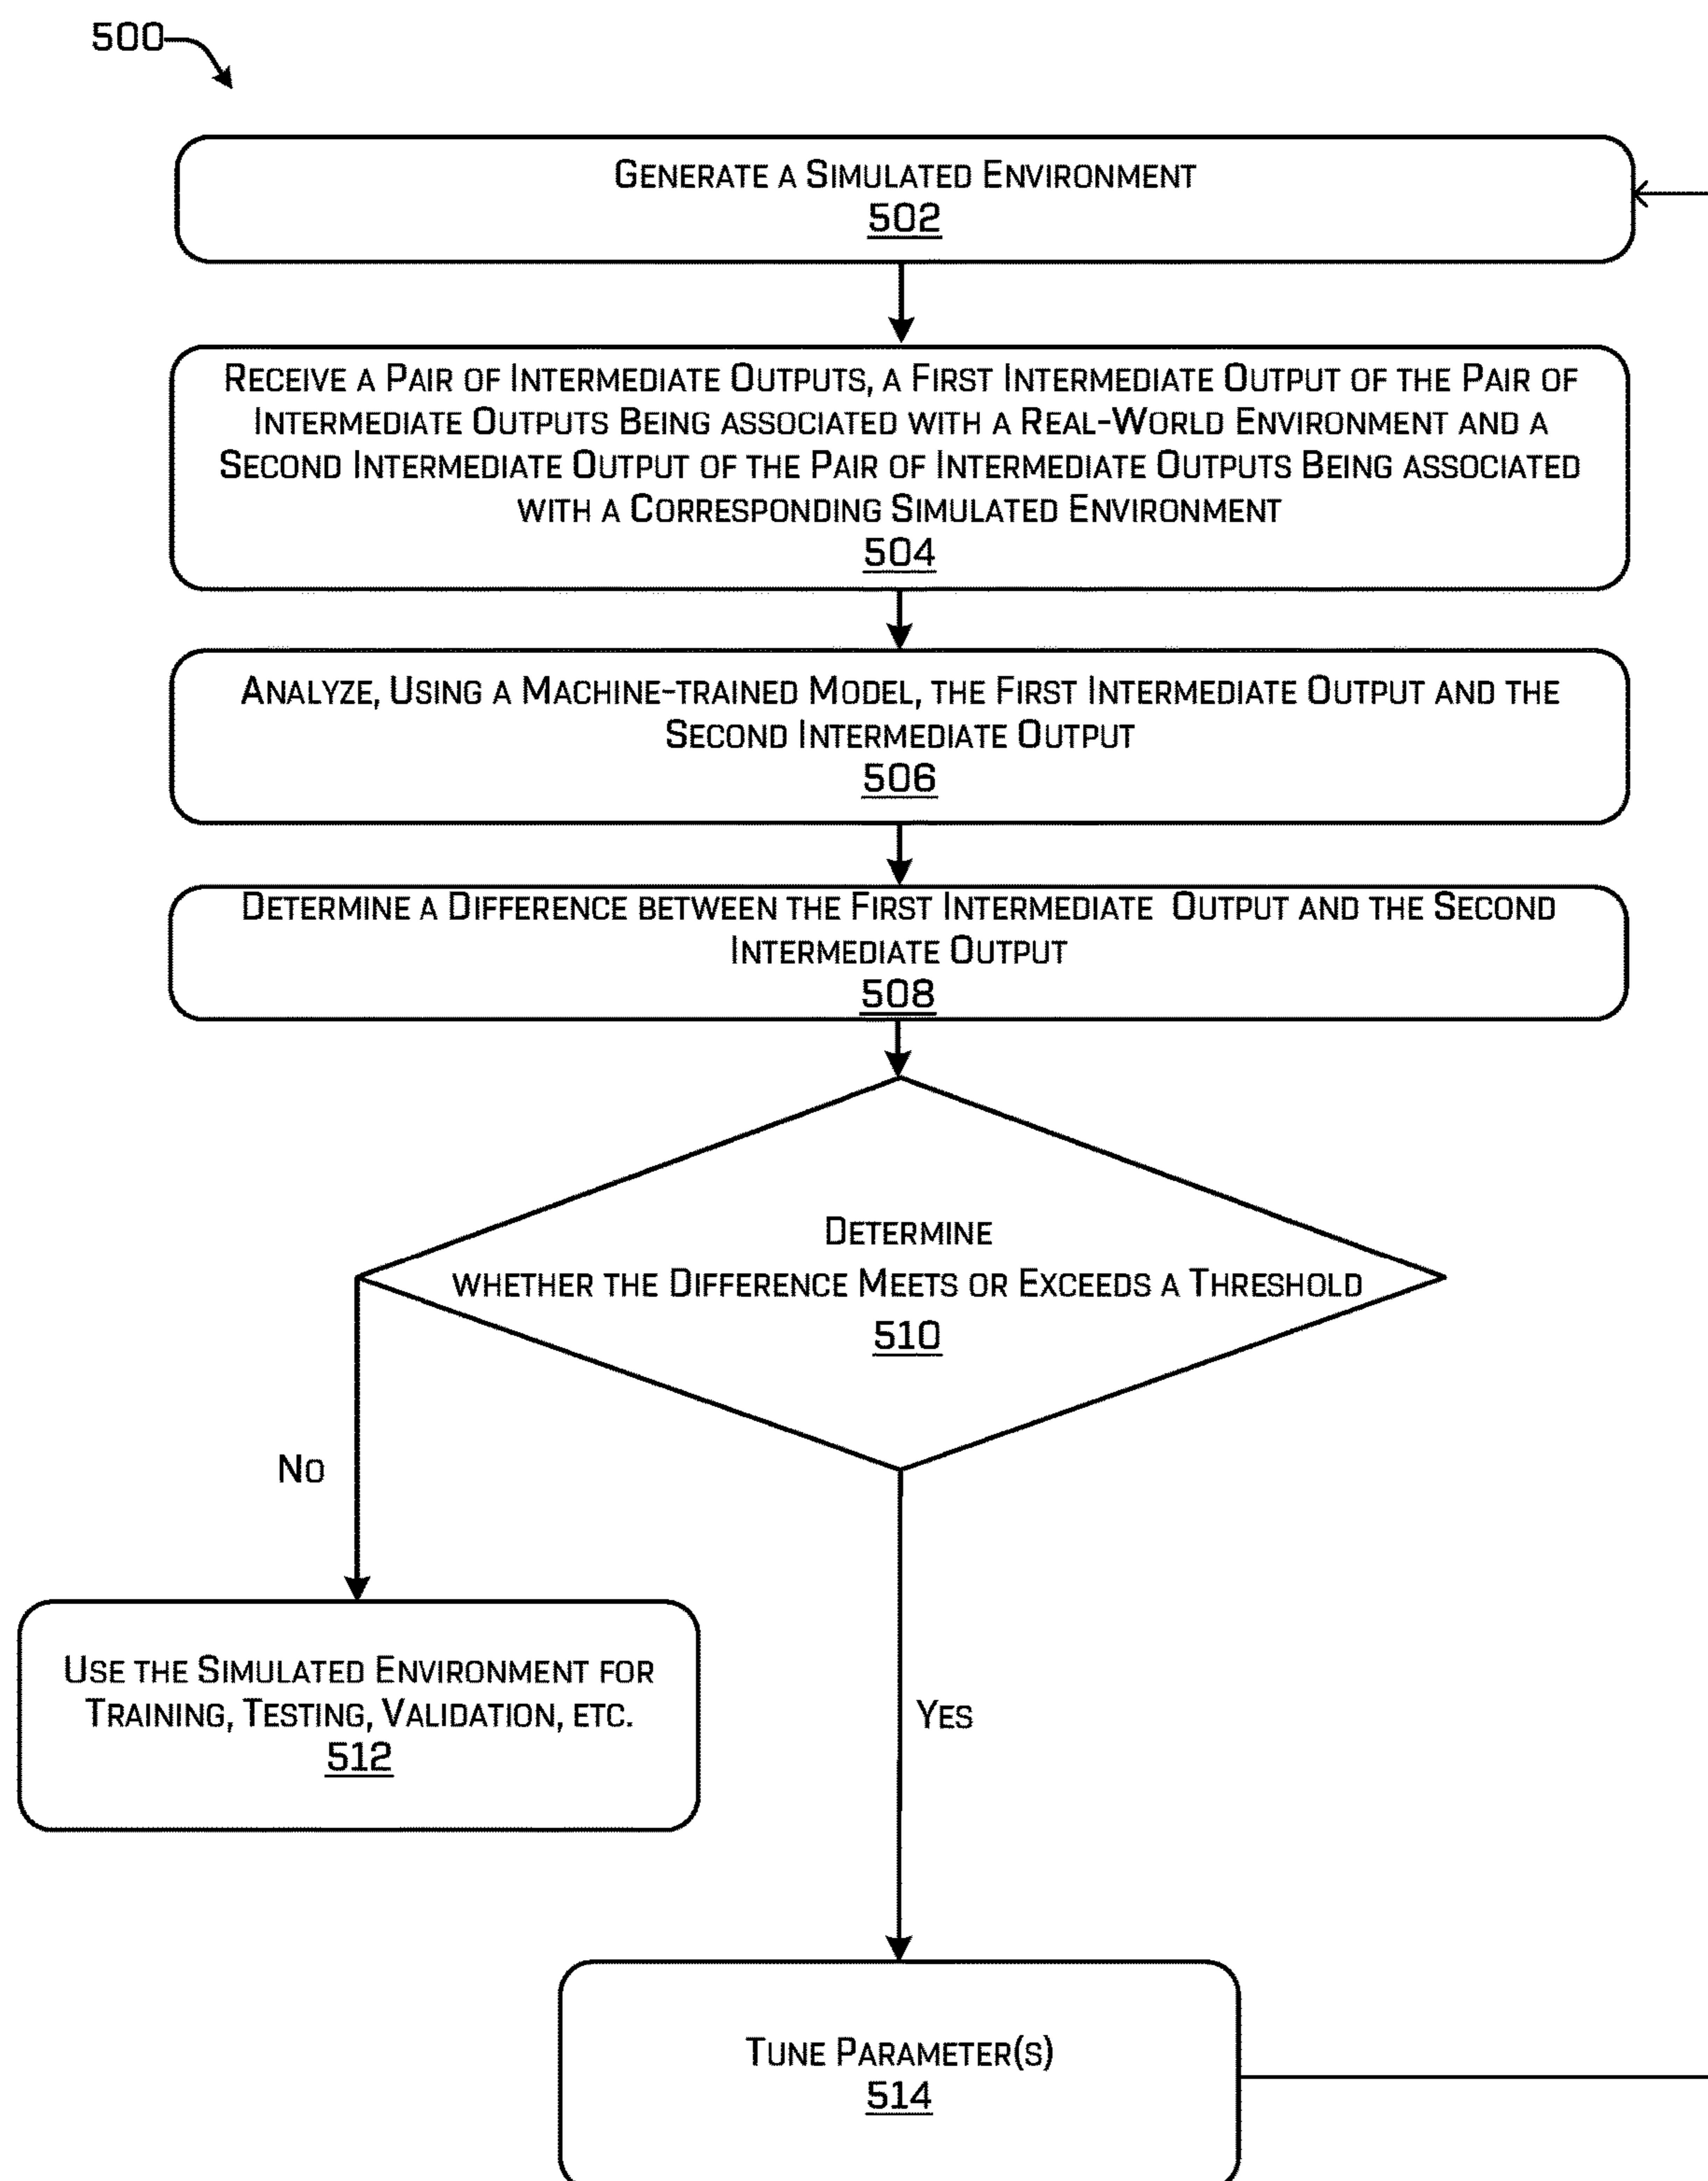 500
Generate a Simulated Environment
502
Receive a Pair of Intermediate Outputs, a First Intermediate Output of the Pair of
Intermediate Outputs Being associated with a Real-World Environment and a
Second Intermediate Output of the Pair of Intermediate Outputs Being associated
with a Corresponding Simulated Environment
504
Analyze, Using a Machine-trained Model, the First Intermediate Output and the
Second Intermediate Output
506
Determine a Difference between the First Intermediate Output and the Second
Intermediate Output
508
Determine
whether the Difference Meets or Exceeds a Threshold
510
No
Use the Simulated Environment for
Training, Testing, Validation, etc.
512
Yes
Tune Parameter(s)
514